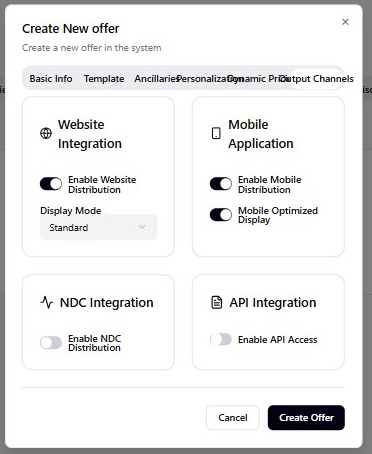 Create New offer
Create a new offer in the system
Basic Info Template Ancillaries Personalization Dynamic Output Channels
Website
Integration
Enable Website
Distribution
Display Mode
Standard
Mobile
Application
Enable Mobile
Distribution
Mobile Optimized
Display
NDC Integration
Enable NDC
Distribution
API Integration
Enable API Access
Cancel
Create Offer